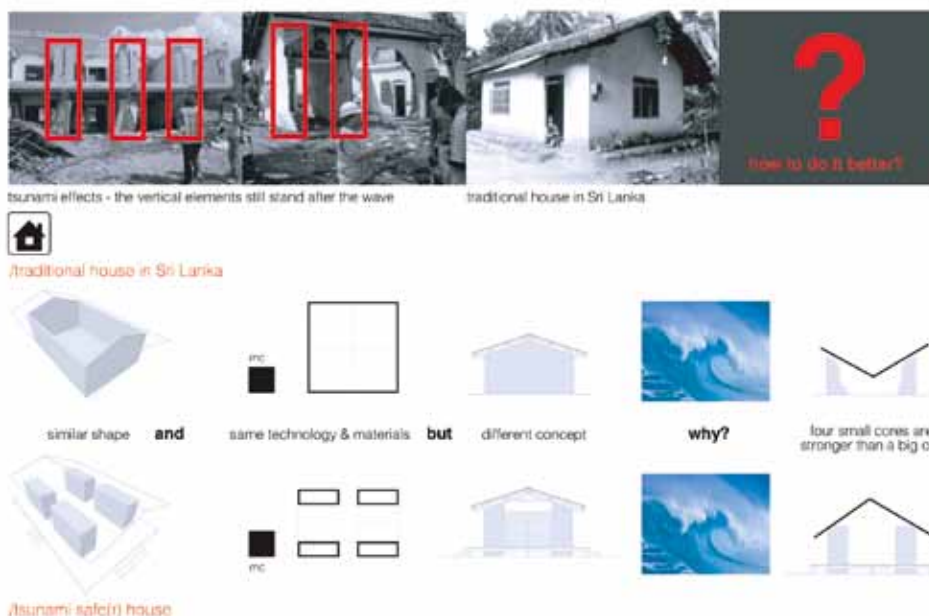 ?
how to do it better?
tsunami effects - the vertical elements still stand after the wave
traditional house in Sri Lanka
/traditional house in Sri Lanka
mc
similar shape and same technology & materials but different concept why? four small cores are
stronger than a big
mc
/tsunami safe(r) house